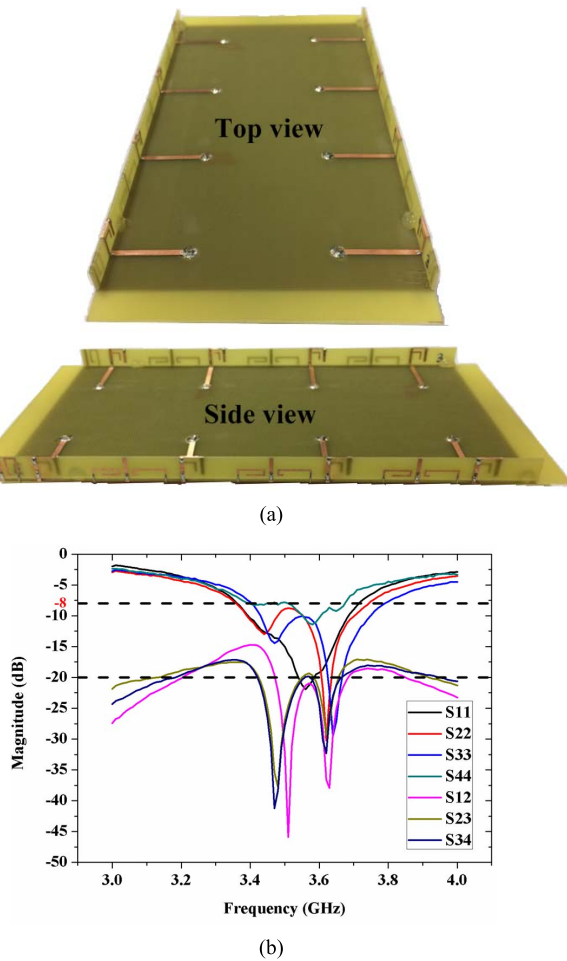 Top view
Side view
(a)
0
-5
-8
-10
-15
-20
-25
-30
-35
-40
-45
-50
Magnitude (dB)
S11
S22
S33
S44
S12
S23
S34
3.0 3.2 3.4 3.6 3.8 4.0
Frequency (GHz)
(b)